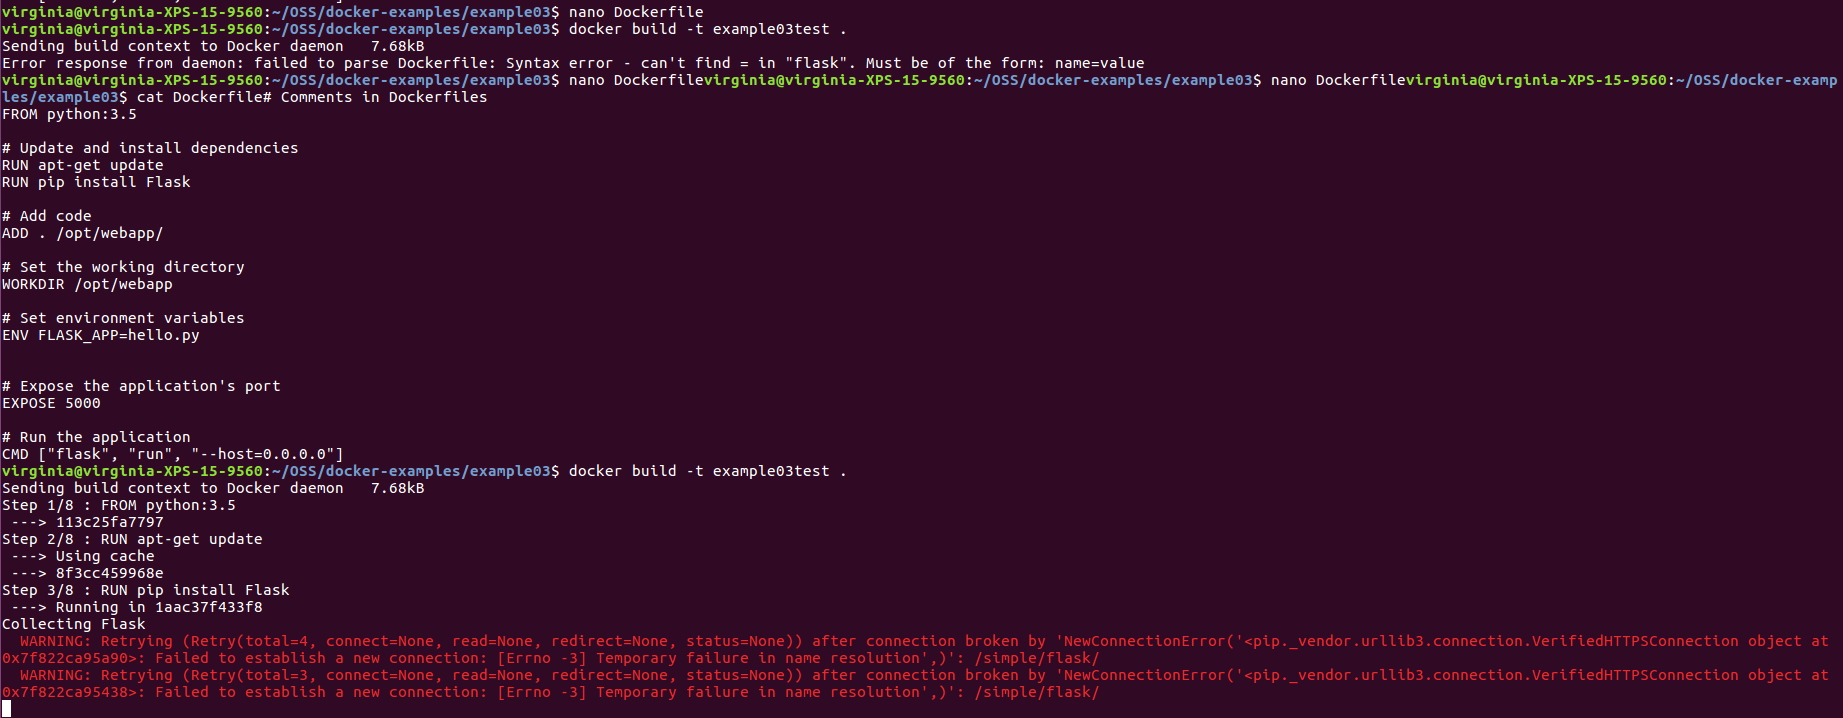 virginia@virginia-XPS-15-9560:~/OSS/docker-examples/example03$ nano Dockerfile
virginia@virginia-XPS-15-9560:~/OSS/docker-examples/example03$ docker build -t example03test .
Sending build context to Docker daemon   7.68kB
Error response from daemon: failed to parse Dockerfile: Syntax error - can't find = in "flask". Must be of the form: name=value
virginia@virginia-XPS-15-9560:~/OSS/docker-examples/example03$ nano Dockerfilevirginia@virginia-XPS-15-9560:~/OSS/docker-examples/example03$ nano Dockerfilevirginia@virginia-XPS-15-9560:~/OSS/docker-examp
les/example03$ cat Dockerfile# Comments in Dockerfiles
FROM python:3.5
# Update and install dependencies
RUN apt-get update
RUN pip install Flask
# Add code
ADD . /opt/webapp/
# Set the working directory
WORKDIR /opt/webapp
# Set environment variables
ENV FLASK_APP=hello.py
# Expose the application's port
EXPOSE 5000
# Run the application
CMD ["flask", "run", "--host=0.0.0.0"]
virginia@virginia-XPS-15-9560:~/OSS/docker-examples/example03$ docker build -t example03test .
Sending build context to Docker daemon   7.68kB
Step 1/8 : FROM python:3.5
 ---> 113c25fa7797
Step 2/8 : RUN apt-get update
 ---> Using cache
 ---> 8f3cc459968e
Step 3/8 : RUN pip install Flask
 ---> Running in 1aac37f433f8
Collecting Flask
  WARNING: Retrying (Retry(total=4, connect=None, read=None, redirect=None, status=None)) after connection broken by 'NewConnectionError('<pip._vendor.urllib3.connection.VerifiedHTTPSConnection object at
0x7f822ca95a90>: Failed to establish a new connection: [Errno -3] Temporary failure in name resolution',)': /simple/flask/
  WARNING: Retrying (Retry(total=3, connect=None, read=None, redirect=None, status=None)) after connection broken by 'NewConnectionError('<pip._vendor.urllib3.connection.VerifiedHTTPSConnection object at
0x7f822ca95438>: Failed to establish a new connection: [Errno -3] Temporary failure in name resolution',)': /simple/flask/